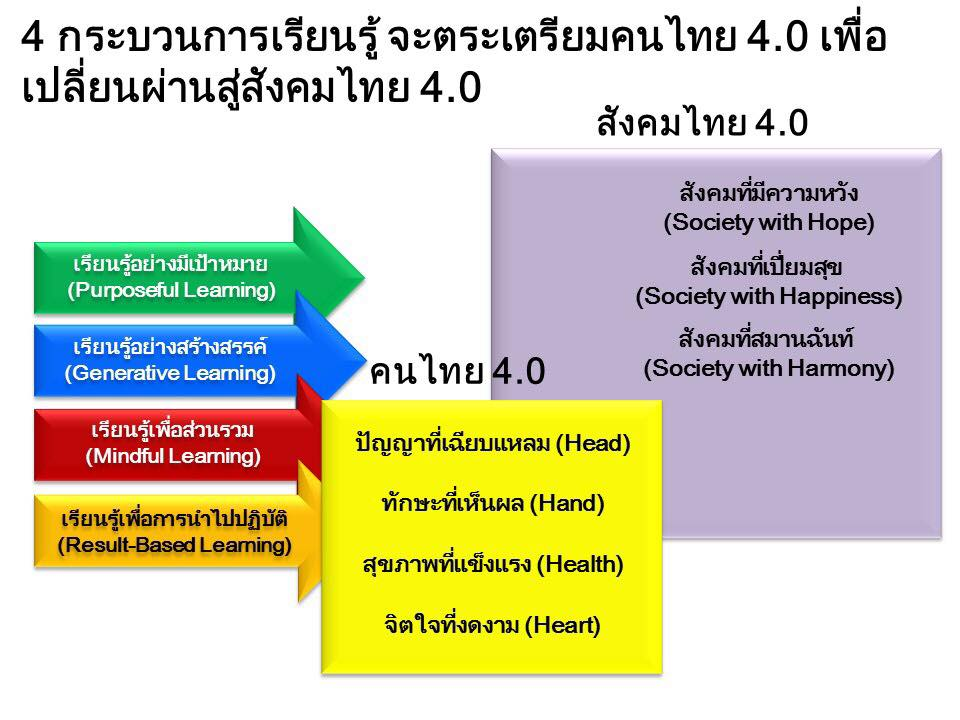 4 กระบวนการเรียนรู้ จะตระเตรียมคนไทย 4.0 เพื่อ
เปลี่ยนผ่านสู่สังคมไทย 4.0
สังคมไทย 4.0
สังคมที่มีความหวัง
(Society with Hope)
สังคมที่เปี่ยมสุข
(Society with Happiness)
สังคมที่สมานฉันท์
(Society with Harmony)
เรียนรู้อย่างมีเป้าหมาย
(Purposeful Learning)
เรียนรู้อย่างสร้างสรรค์
(Generative Learning)
เรียนรู้เพื่อส่วนรวม
(Mindful Learning)
เรียนรู้เพื่อการนำไปปฏิบัติ
(Result-Based Learning)
คนไทย 4.0
ปัญญาที่เฉียบแหลม (Head)
ทักษะที่เห็นผล (Hand)
สุขภาพที่แข็งแรง (Health)
จิตใจที่งดงาม (Heart)